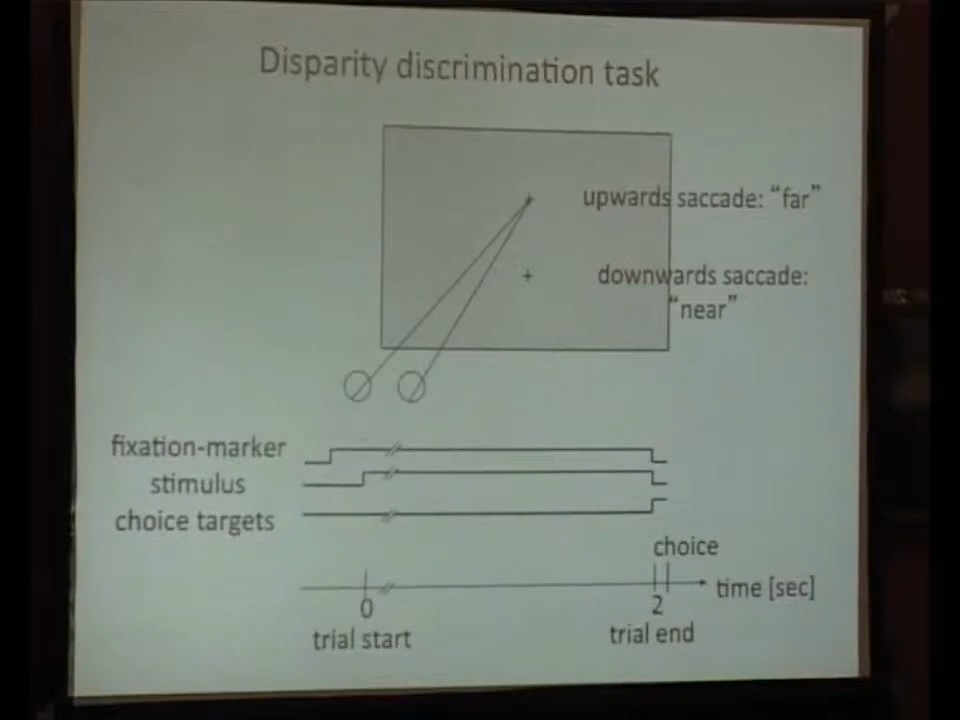 Disparity discrimination task
upwards saccade: “far”
downwards saccade:
“near”
fixation-marker
stimulus
choice targets
choice
time [sec]
0
2
trial start
trial end